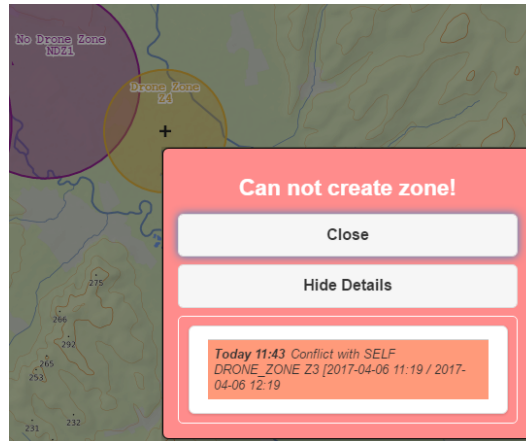 No Drone Zone
NDZ1
Drone Zone
Z4
Can not create zone!
Close
275
Hide Details
266
292
Today 11:43 Conflict with SELF
DRONE_ZONE Z3 [2017-04-06 11:19 / 2017-
04-06 12:19
265
253
231
232